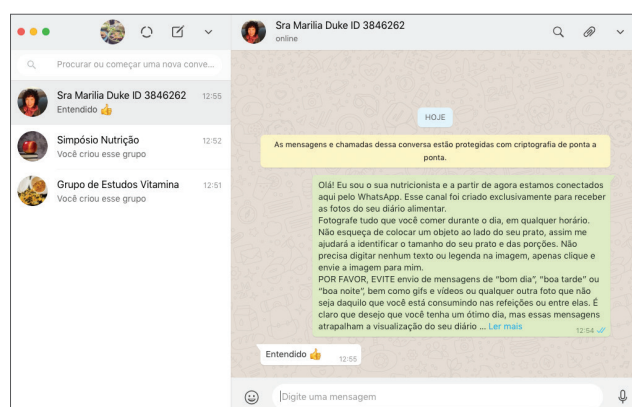 Procurar ou começar uma nova conve...
Sra Marilia Duke ID 3846262 12:55
Entendido 👍
Simpósio Nutrição 12:52
Você criou esse grupo
Grupo de Estudos Vitamina 12:51
Você criou esse grupo
Sra Marilia Duke ID 3846262
online
HOJE
As mensagens e chamadas dessa conversa estão protegidas com criptografia de ponta a
ponta.
Olá! Eu sou o sua nutricionista e a partir de agora estamos conectados
aqui pelo WhatsApp. Esse canal foi criado exclusivamente para receber
as fotos do seu diário alimentar.
Fotografe tudo que você comer durante o dia, em qualquer horário.
Não esqueça de colocar um objeto ao lado do seu prato, assim me
ajudará a identificar o tamanho do seu prato e das porções. Não
precisa digitar nenhum texto ou legenda na imagem, apenas clique e
envie a imagem para mim.
POR FAVOR, EVITE envio de mensagens de “bom dia”, “boa tarde” ou
“boa noite”, bem como gifs e vídeos ou qualquer outra foto que não
seja daquilo que você está consumindo nas refeições ou entre elas. É
claro que desejo que você tenha um ótimo dia, mas essas mensagens
atrapalham a visualização do seu diário ... Ler mais
12:54
Entendido 👍 12:55
Digite uma mensagem